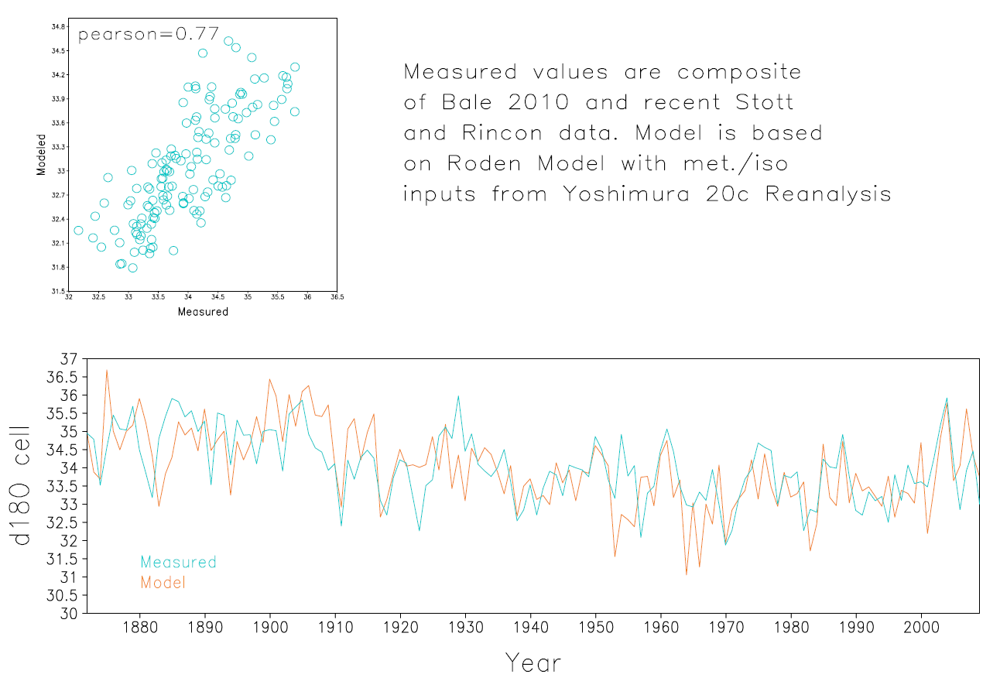 pearson=0.77
34.8
34.5
34.2
33.9
33.6
33.3
33
32.7
32.4
32.1
31.8
31.5
Modeled
32 32.5 33 33.5 34 34.5 35 35.5 36 36.5
Measured
Measured values are composite
of Bale 2010 and recent Stott
and Rincon data. Model is based
on Roden Model with met./iso
inputs from Yoshimura 20c Reanalysis
37
36.5
36
35.5
35
34.5
34
33.5
33
32.5
32
31.5
31
30.5
30
d180 cell
Measured
Model
1880 1890 1900 1910 1920 1930 1940 1950 1960 1970 1980 1990 2000
Year